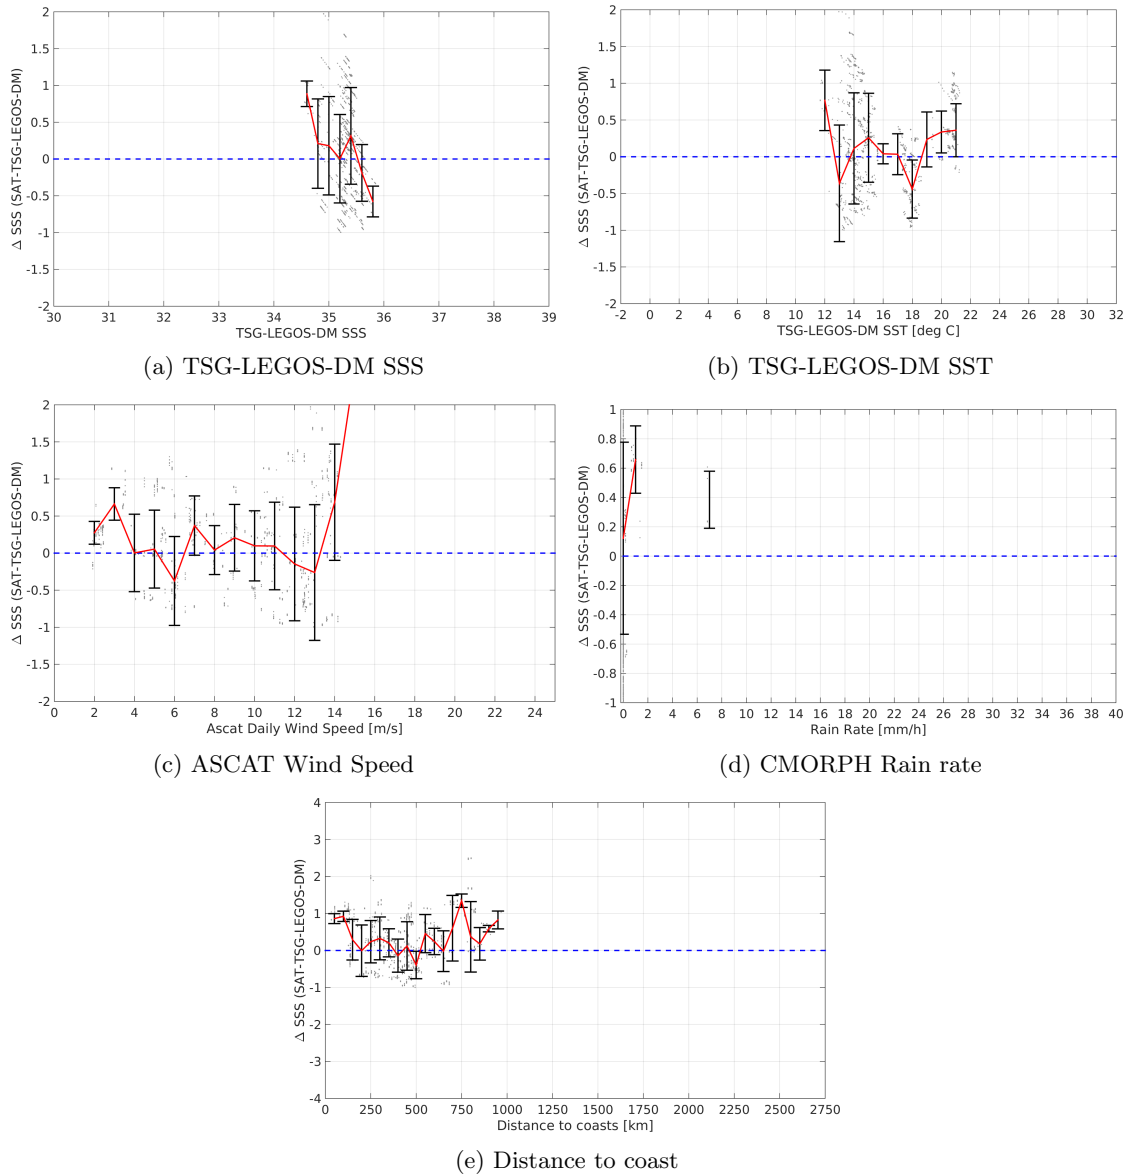 2
1.5
1
0.5
0
-0.5
-1
-1.5
-2
Δ SSS (SAT-TSG-LEGOS-DM)
30 31 32 33 34 35 36 37 38 39
TSG-LEGOS-DM SSS
(a) TSG-LEGOS-DM SSS
2
1.5
1
0.5
0
-0.5
-1
-1.5
-2
Δ SSS (SAT-TSG-LEGOS-DM)
-2 0 2 4 6 8 10 12 14 16 18 20 22 24 26 28 30 32
TSG-LEGOS-DM SST [deg C]
(b) TSG-LEGOS-DM SST
2
1.5
1
0.5
0
-0.5
-1
-1.5
-2
Δ SSS (SAT-TSG-LEGOS-DM)
0 2 4 6 8 10 12 14 16 18 20 22 24
Ascat Daily Wind Speed [m/s]
(c) ASCAT Wind Speed
1
0.8
0.6
0.4
0.2
0
-0.2
-0.4
-0.6
-0.8
-1
Δ SSS (SAT-TSG-LEGOS-DM)
0 2 4 6 8 10 12 14 16 18 20 22 24 26 28 30 32 34 36 38 40
Rain Rate [mm/h]
(d) CMORPH Rain rate
4
3
2
1
0
-1
-2
-3
-4
Δ SSS (SAT-TSG-LEGOS-DM)
0 250 500 750 1000 1250 1500 1750 2000 2250 2500 2750
Distance to coasts [km]
(e) Distance to coast